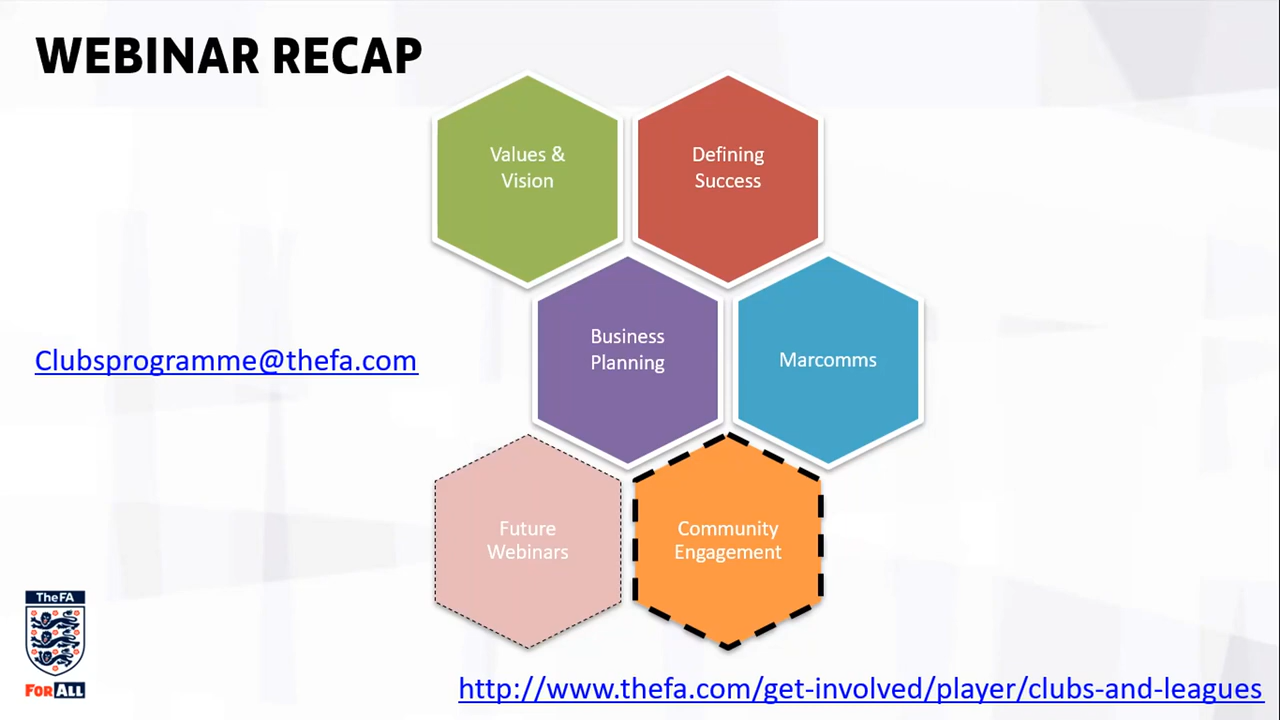 WEBINAR RECAP
Values &
Vision
Defining
Success
Business
Planning
Marcomms
Clubsprogramme@thefa.com
Future
Webinars
Community
Engagement
TheFA
FOR ALL
http://www.thefa.com/get-involved/player/clubs-and-leagues